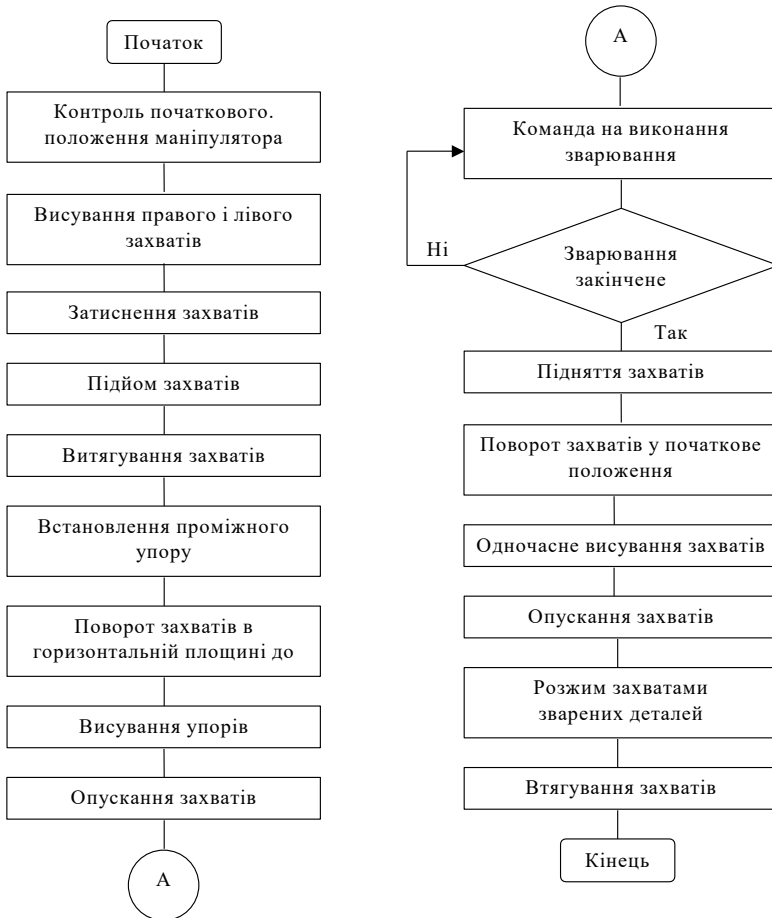 Початок
Контроль початкового.
положення маніпулятора
Висування правого і лівого
захватів
Затиснення захватів
Підйом захватів
Витягування захватів
Встановлення проміжного
упору
Поворот захватів в
горизонтальній площині до
Висування упорів
Опускання захватів
А
А
Команда на виконання
зварювання
Ні
Зварювання
закінчене
Так
Підняття захватів
Поворот захватів у початкове
положення
Одночасне висування захватів
Опускання захватів
Розжим захватами
зварених деталей
Втягування захватів
Кінець